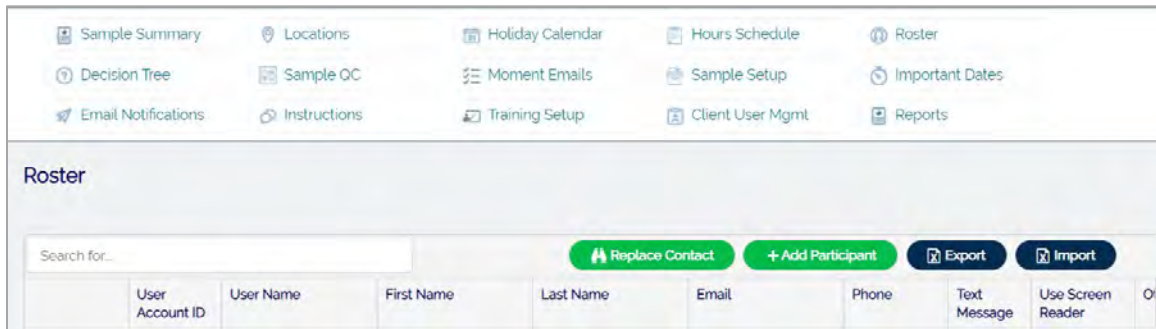 Sample Summary Locations Holiday Calendar Hours Schedule Roster
Decision Tree Sample QC Moment Emails Sample Setup Important Dates
Email Notifications Instructions Training Setup Client User Mgmt Reports
Roster
Search for... Replace Contact + Add Participant Export Import
User Account ID User Name First Name Last Name Email Phone Text Message Use Screen Reader